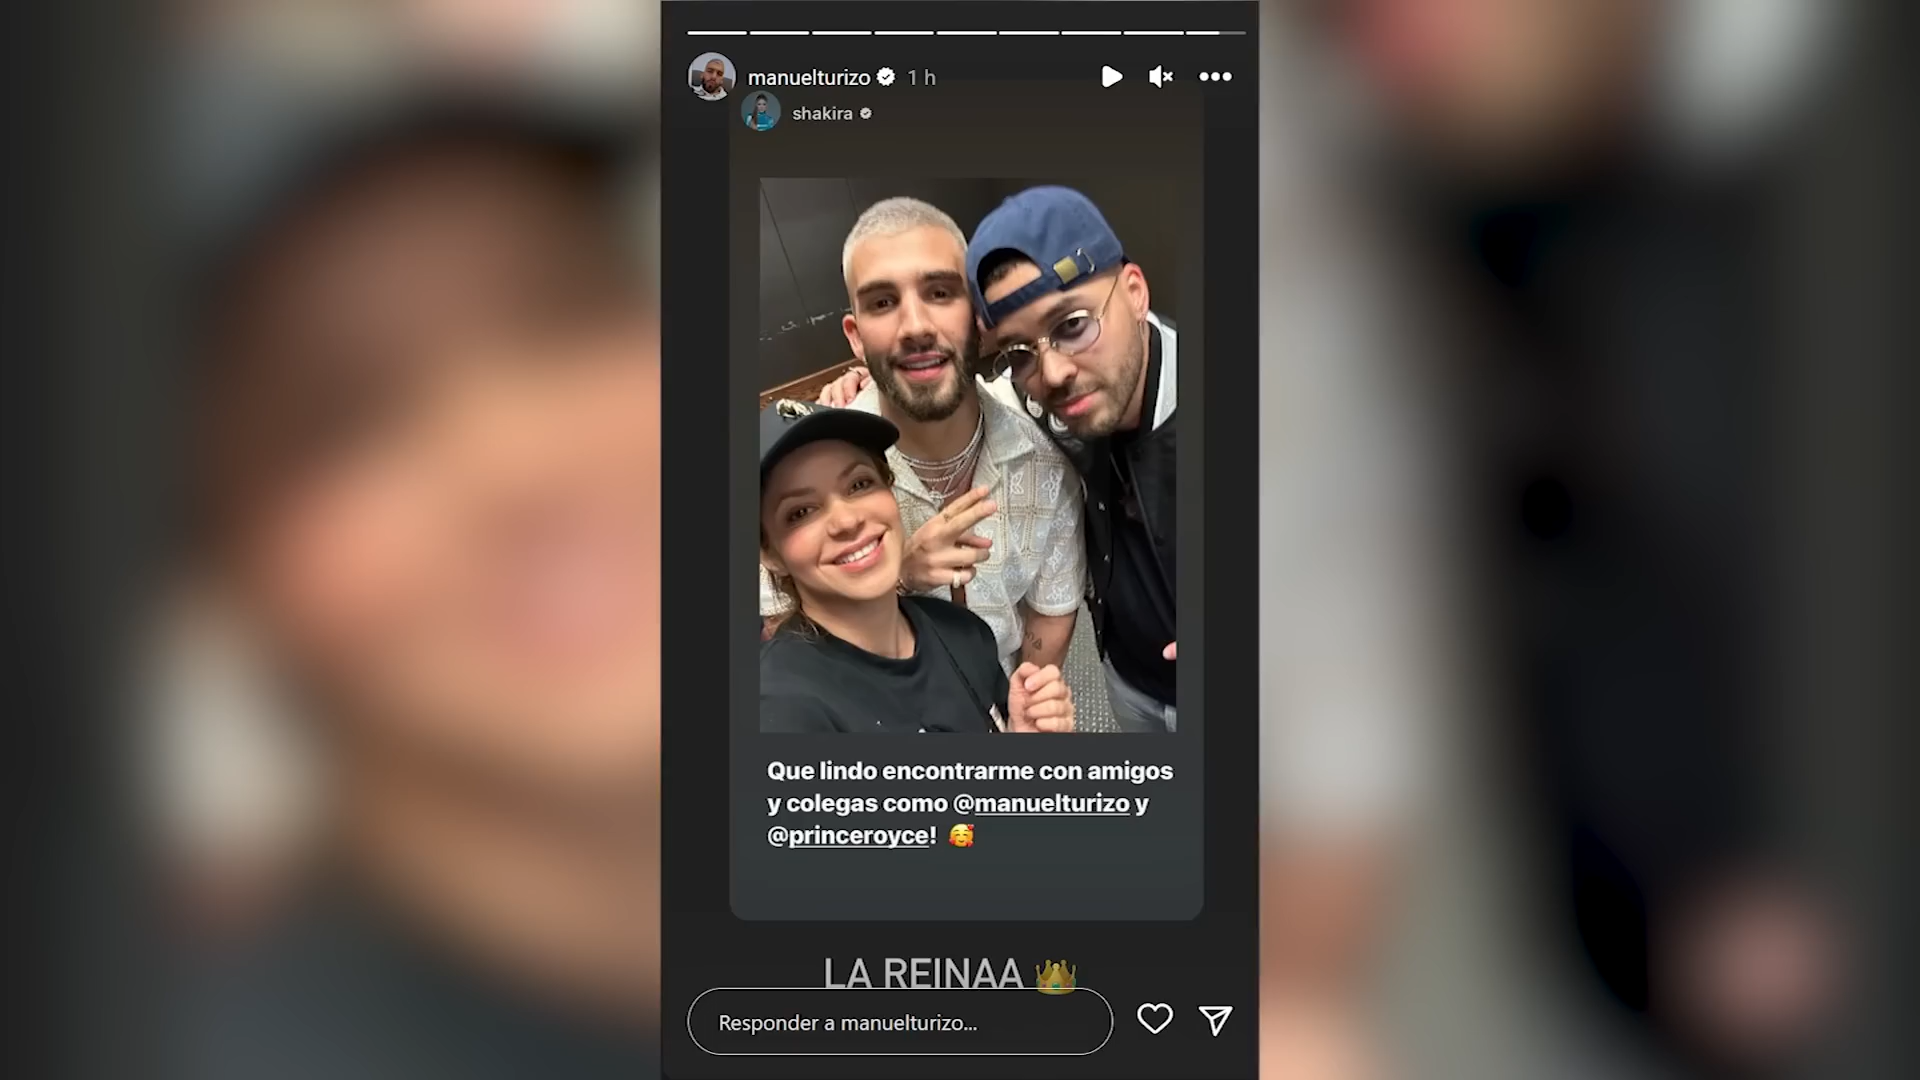 manuelturizo 1 h
shakira
Que lindo encontrarme con amigos
y colegas como @manuelturizo y
@princeroyce! 🥰
LA REINAA 👑
Responder a manuelturizo...